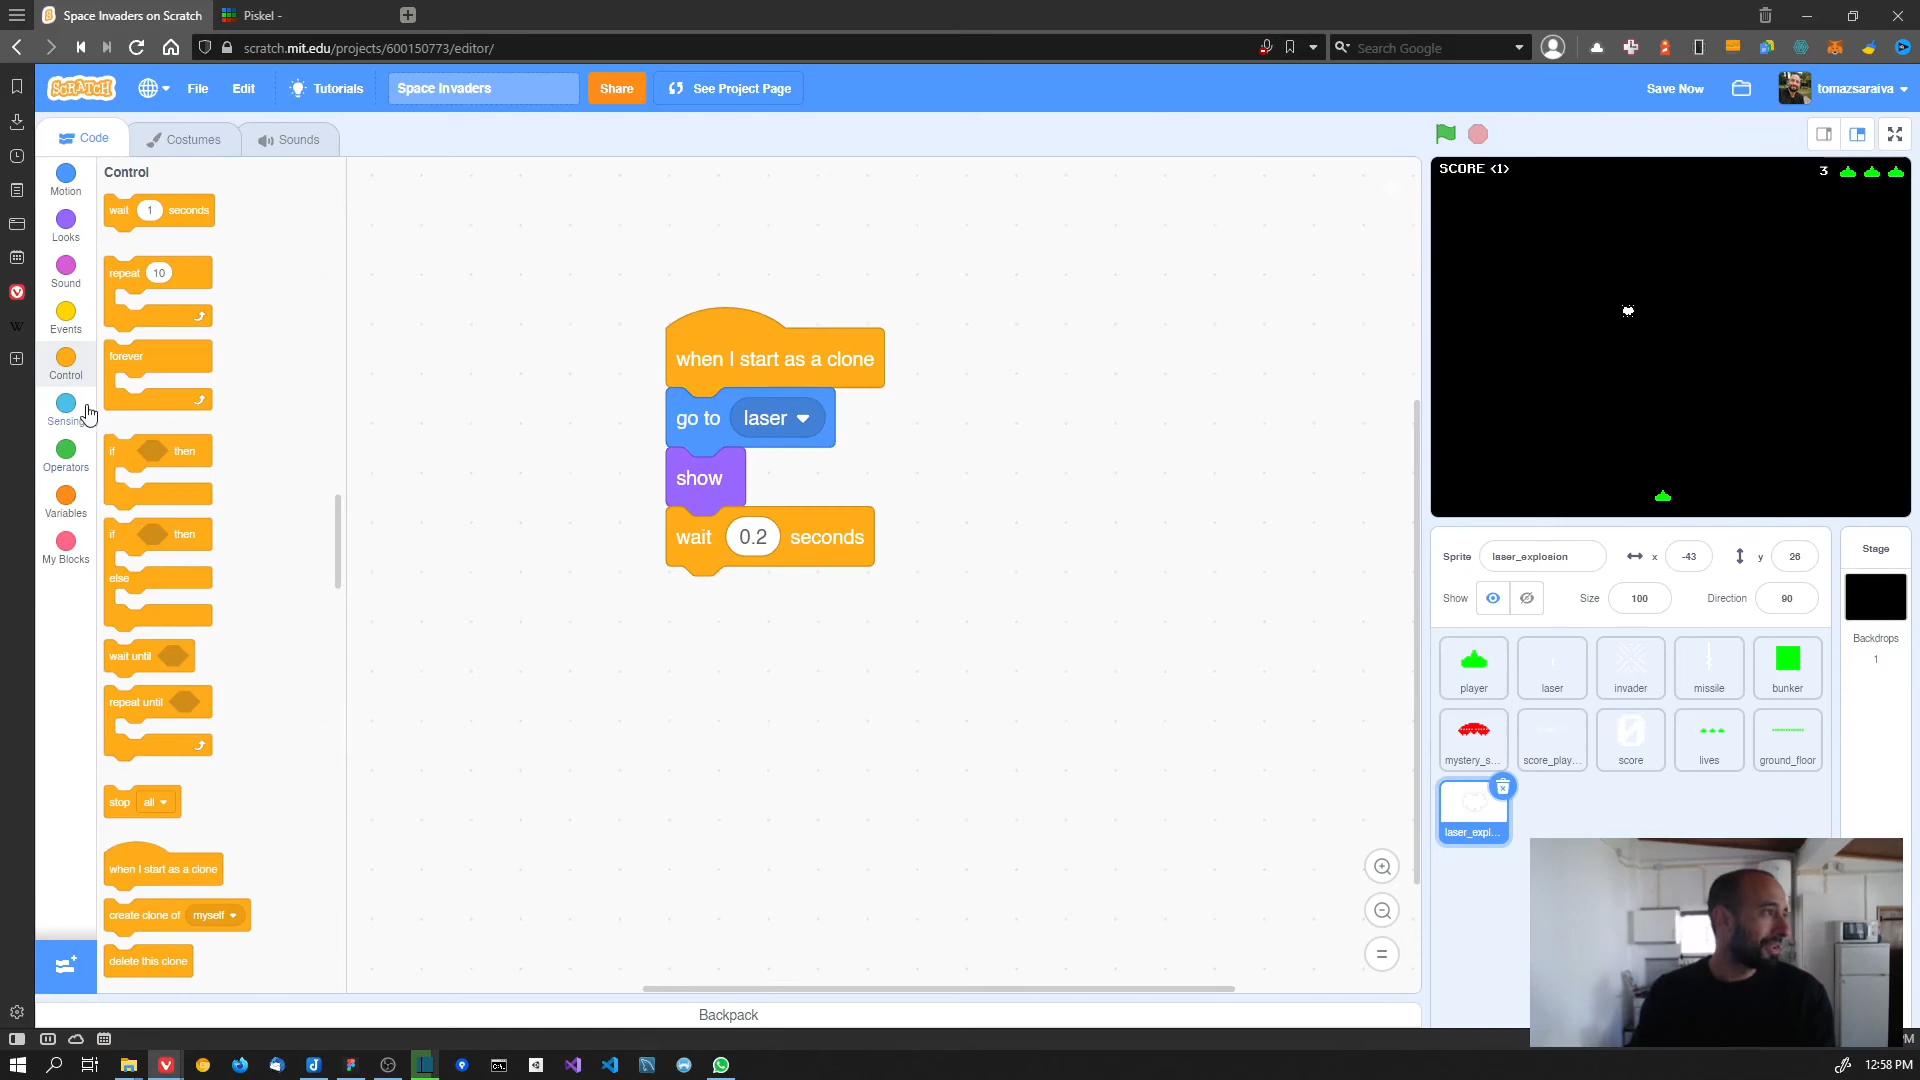 Space Invaders on Scratch
Piskel -
scratch.mit.edu/projects/600150773/editor/
Search Google
SCRATCH
File
Edit
Tutorials
Space Invaders
Share
See Project Page
Save Now
tomazsaraiva
Code
Costumes
Sounds
Motion
Looks
Sound
Events
Control
Sensing
Operators
Variables
My Blocks
Control
wait 1 seconds
repeat 10
forever
if then
if then
else
wait until
repeat until
stop all
when I start as a clone
create clone of myself
delete this clone
when I start as a clone
go to laser
show
wait 0.2 seconds
Backpack
SCORE <1>
3
Sprite
laser_explosion
x
-43
y
26
Show
Size
100
Direction
90
player
laser
invader
missile
bunker
mystery_s...
score_play...
score
lives
ground_floor
laser_expl...
Stage
Backdrops
1
12:58 PM